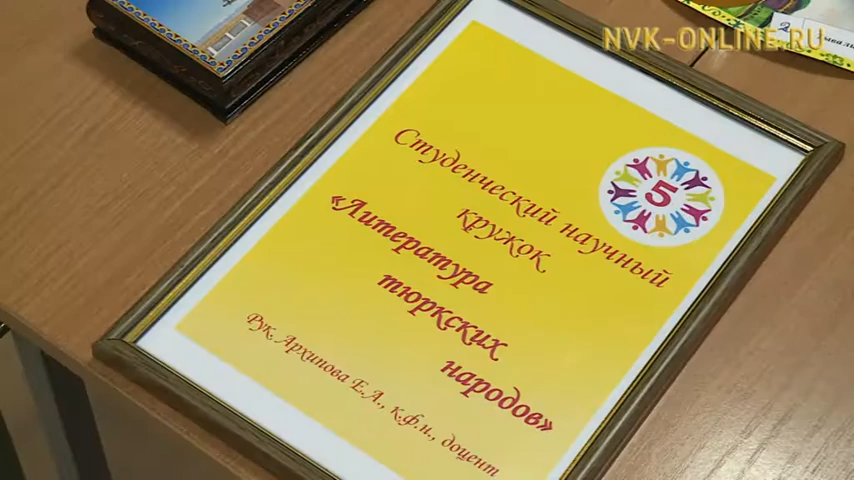 NVK-ONLINE.RU
5
Студенческий научный
кружок
«Литература
тюркских
народов»
Рук. Архипова Е.А., к.ф.н., доцент